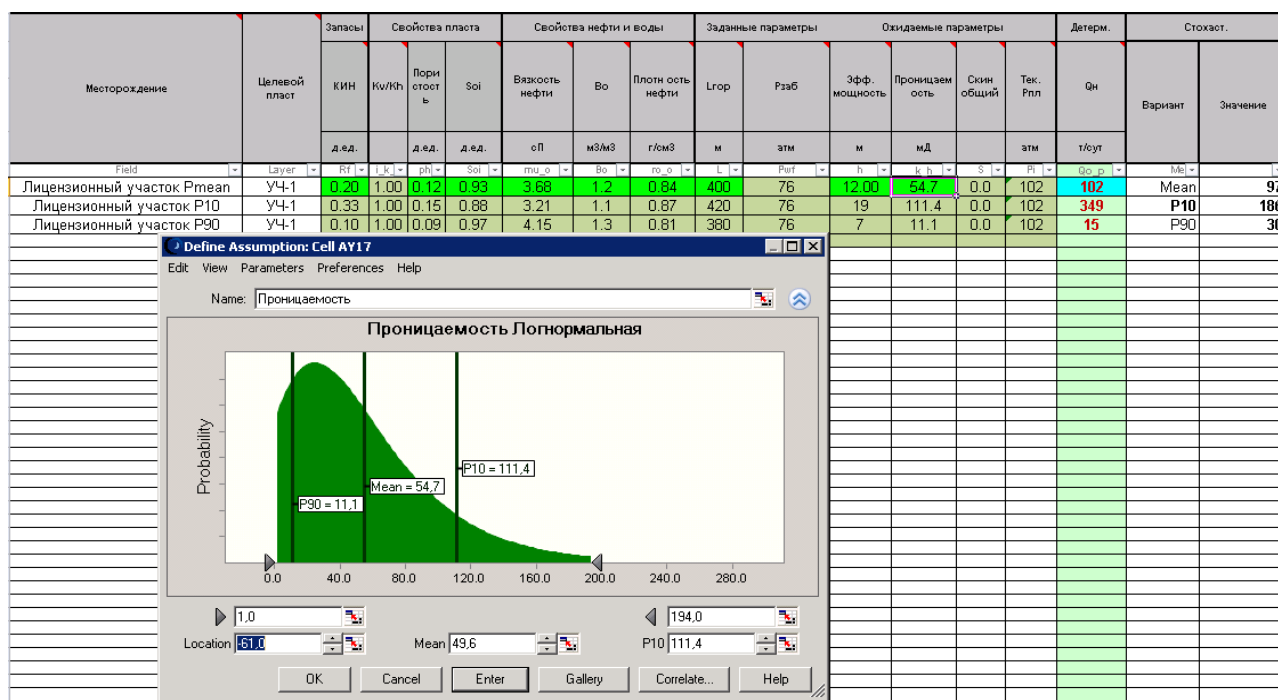 Запасы Свойства пласта Свойства нефти и воды Заданные параметры Ожидаемые параметры Детерм. Стохаст.
Месторождение Целевой пласт КИН Kv/Kh Пори стост ь Soi Вязкость нефти Bo Плотн ость нефти Lгор Pзаб Эфф. мощность Проницаем ость Скин общий Тек. Pпл Qн Вариант Значение
д.ед. д.ед. д.ед. сП м3/м3 г/см3 м атм м мД атм т/сут
Field Layer Rf i_k ph Soi mu_o Bo ro_o L Pwf h k_h S Pi Qo_p Me
Лицензионный участок Pmean УЧ-1 0.20 1.00 0.12 0.93 3.68 1.2 0.84 400 76 12.00 54.7 0.0 102 102 Mean
Лицензионный участок P10 УЧ-1 0.33 1.00 0.15 0.88 3.21 1.1 0.87 420 76 19 111.4 0.0 102 349 P10
Лицензионный участок P90 УЧ-1 0.10 1.00 0.09 0.97 4.15 1.3 0.81 380 76 7 11.1 0.0 102 15 P90
Define Assumption: Cell AY17
Edit View Parameters Preferences Help
Name: Проницаемость
Проницаемость Логнормальная
Probability
P10 = 111,4
Mean = 54,7
P90 = 11,1
0.0 40.0 80.0 120.0 160.0 200.0 240.0 280.0
1,0 194,0
Location -61,0 Mean 49,6 P10 111,4
OK Cancel Enter Gallery Correlate... Help